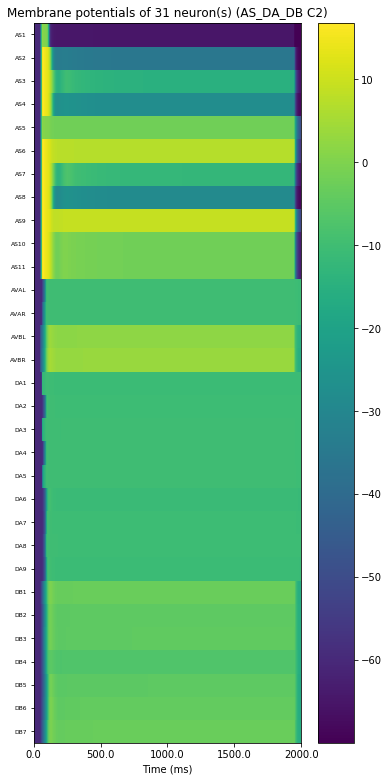 Membrane potentials of 31 neuron(s) (AS_DA_DB C2)
AS1
AS2
AS3
AS4
AS5
AS6
AS7
AS8
AS9
AS10
AS11
AVAL
AVAR
AVBL
AVBR
DA1
DA2
DA3
DA4
DA5
DA6
DA7
DA8
DA9
DB1
DB2
DB3
DB4
DB5
DB6
DB7
0.0 500.0 1000.0 1500.0 2000.0
Time (ms)
10
0
−10
−20
−30
−40
−50
−60